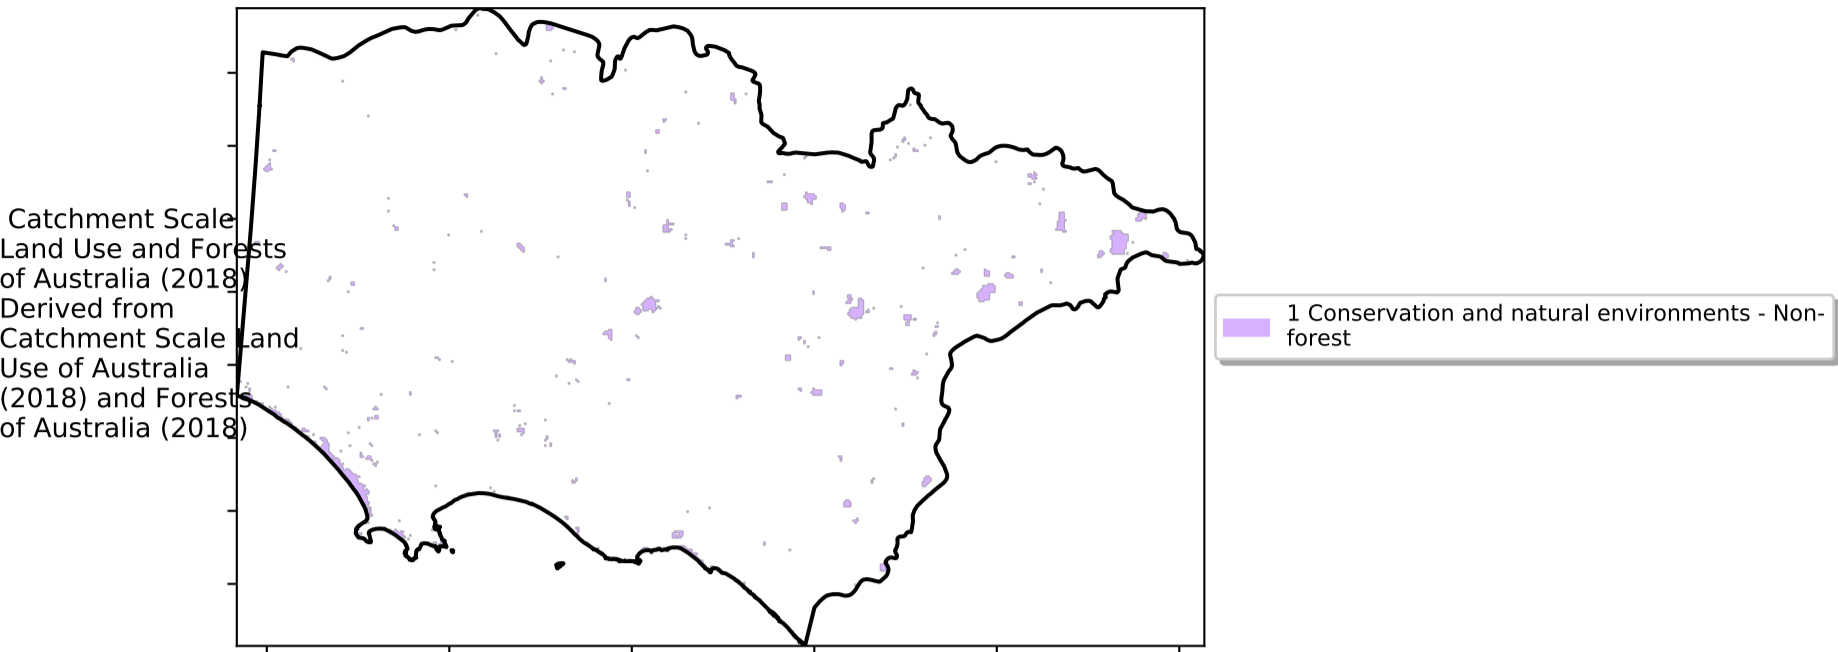 Catchment Scale
Land Use and Forests
of Australia (2018)
Derived from
Catchment Scale Land
Use of Australia
(2018) and Forests
of Australia (2018)
1 Conservation and natural environments - Non-
forest